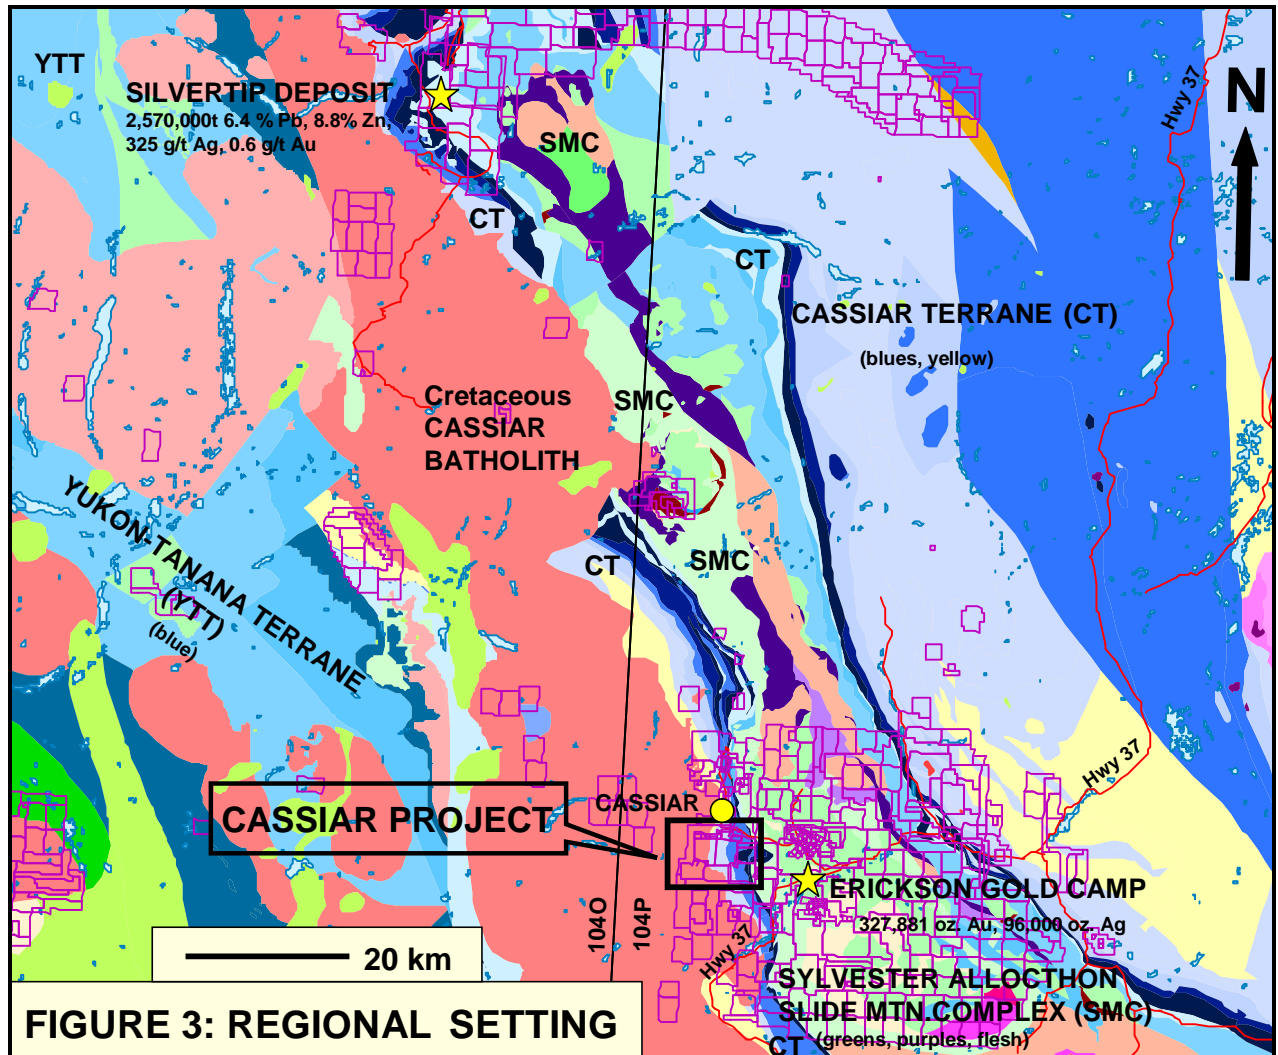 YTT
SILVERTIP DEPOSIT
2,570,000t 6.4 % Pb, 8.8% Zn,
325 g/t Ag, 0.6 g/t Au
SMC
CT
Hwy 37
N
CT
CASSIAR TERRANE (CT)
(blues, yellow)
Cretaceous
CASSIAR
BATHOLITH
SMC
YUKON-TANANA TERRANE
(YTT)
(blue)
CT
SMC
Hwy 37
CASSIAR PROJECT
CASSIAR
ERICKSON GOLD CAMP
327,881 oz. Au, 96,000 oz. Ag
104O
104P
Hwy 37
20 km
SYLVESTER ALLOCTHON
SLIDE MTN.COMPLEX (SMC)
(greens, purples, flesh)
CT
FIGURE 3: REGIONAL SETTING